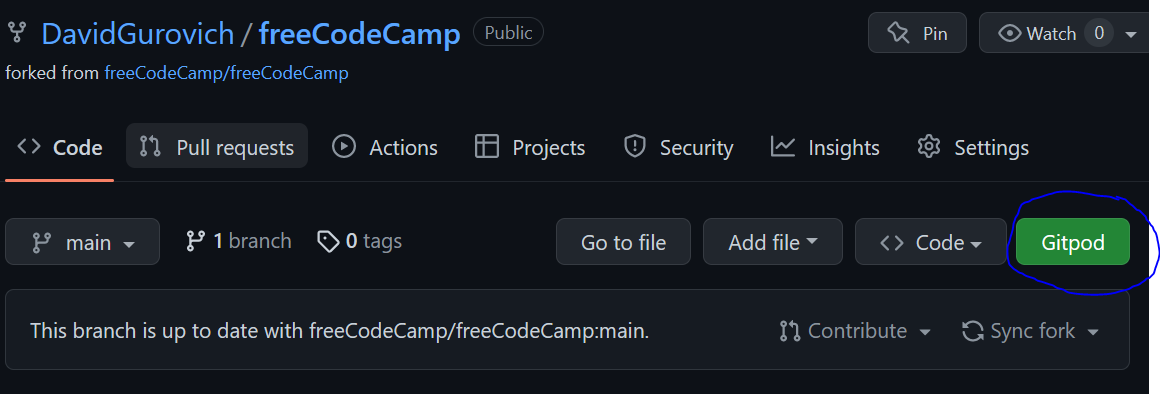 DavidGurovich / freeCodeCamp Public Pin Watch 0
forked from freeCodeCamp/freeCodeCamp
Code Pull requests Actions Projects Security Insights Settings
main 1 branch 0 tags Go to file Add file Code Gitpod
This branch is up to date with freeCodeCamp/freeCodeCamp:main. Contribute Sync fork